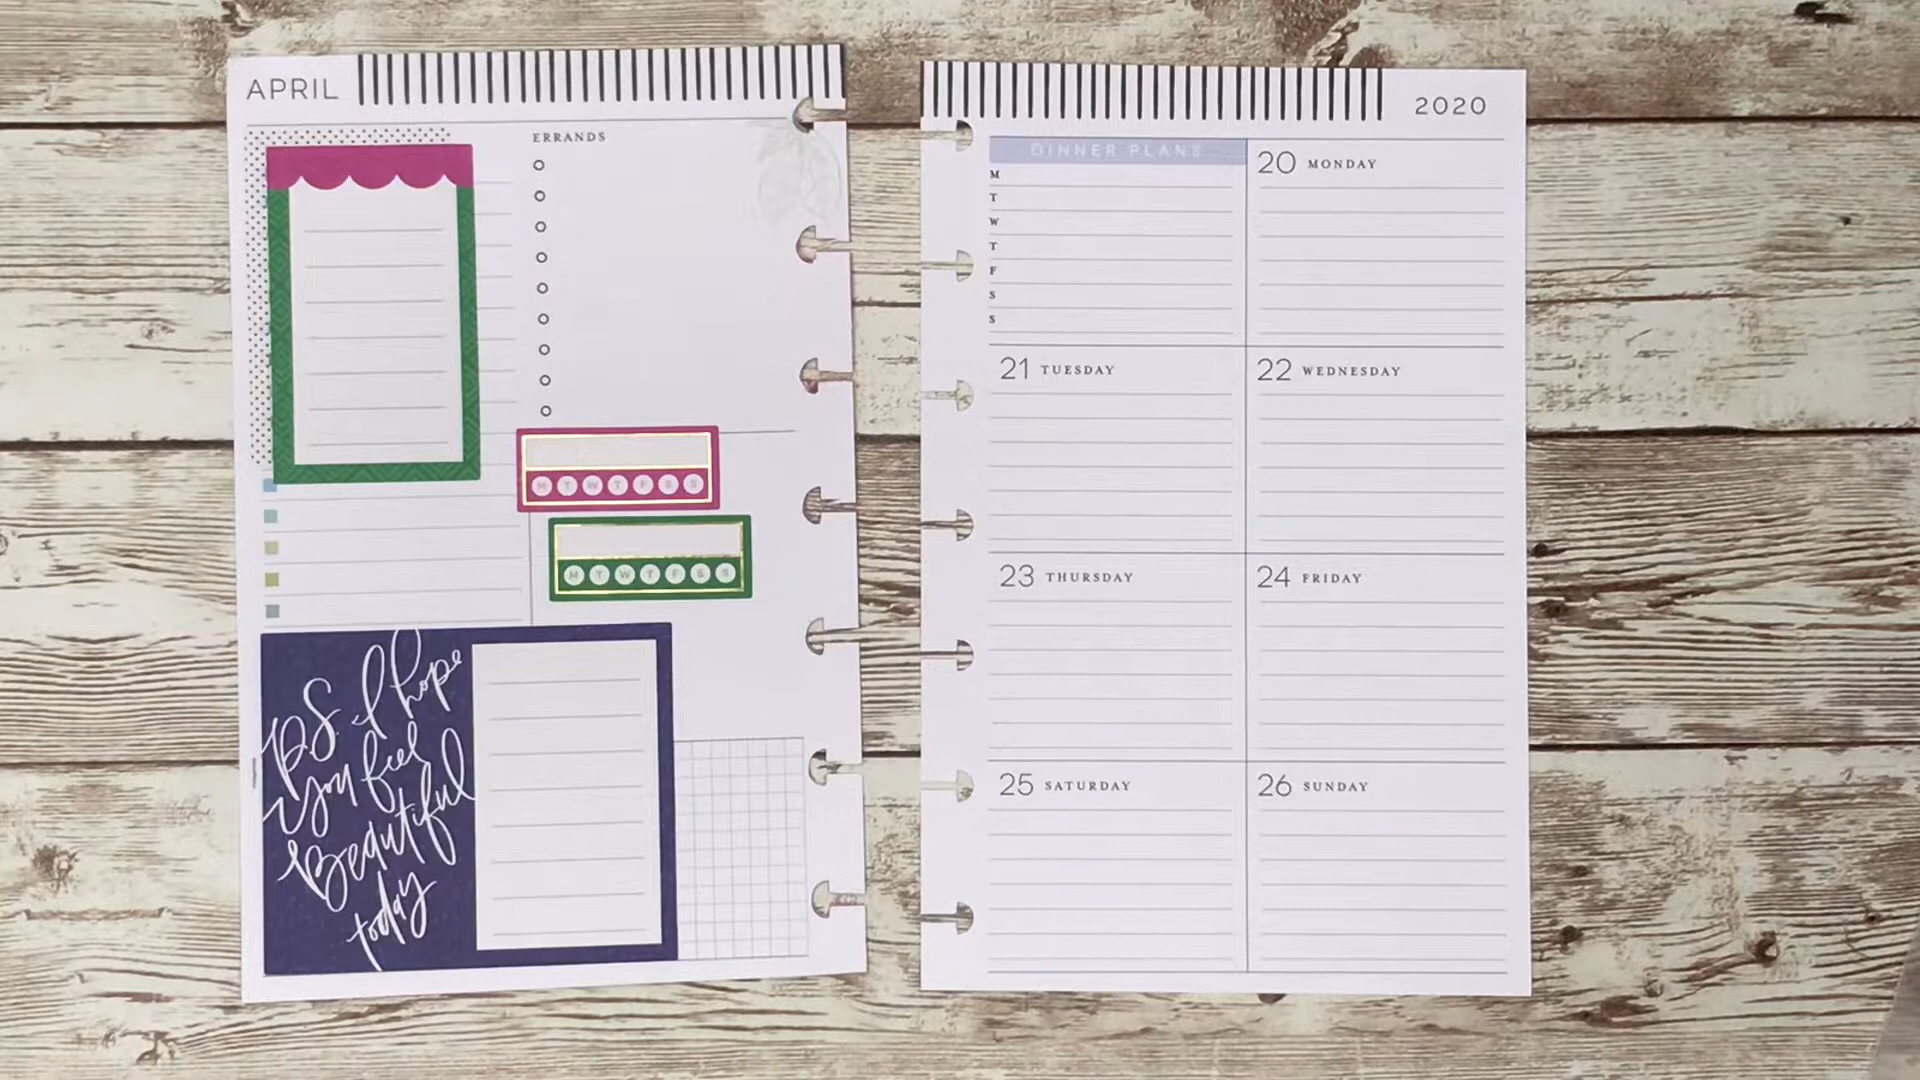 APRIL
ERRANDS
M T W T F S S
M T W T F S S
P.S. I hope
you feel
Beautiful
today
2020
DINNER PLANS
M
T
W
T
F
S
S
20 MONDAY
21 TUESDAY
22 WEDNESDAY
23 THURSDAY
24 FRIDAY
25 SATURDAY
26 SUNDAY